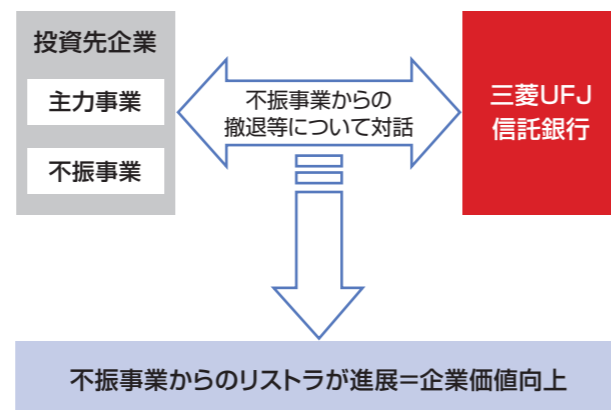 投資先企業
主力事業
不振事業
不振事業からの
撤退等について対話
三菱UFJ
信託銀行
不振事業からのリストラが進展=企業価値向上